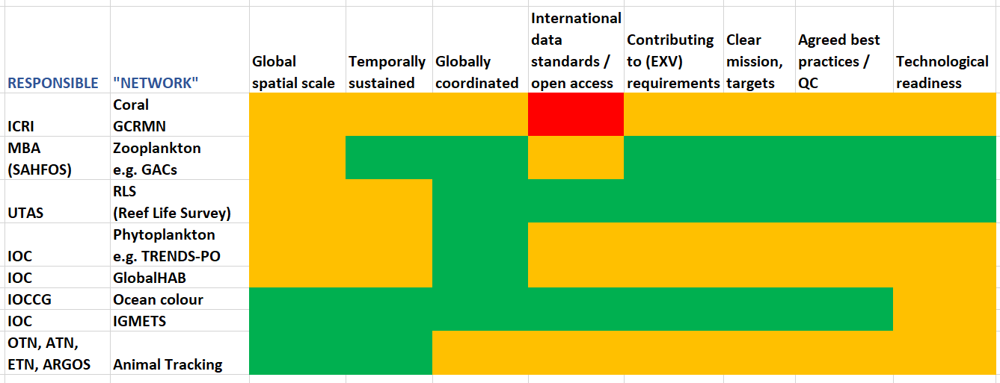 RESPONSIBLE
"NETWORK"
Global
spatial scale
Temporally
sustained
Globally
coordinated
International
data
standards /
open access
Contributing
to (EXV)
requirements
Clear
mission,
targets
Agreed best
practices /
QC
Technological
readiness
ICRI
Coral
GCRMN
MBA
(SAHFOS)
Zooplankton
e.g. GACs
UTAS
RLS
(Reef Life Survey)
IOC
Phytoplankton
e.g. TRENDS-PO
IOC
GlobalHAB
IOCCG
Ocean colour
IOC
IGMETS
OTN, ATN,
ETN, ARGOS
Animal Tracking